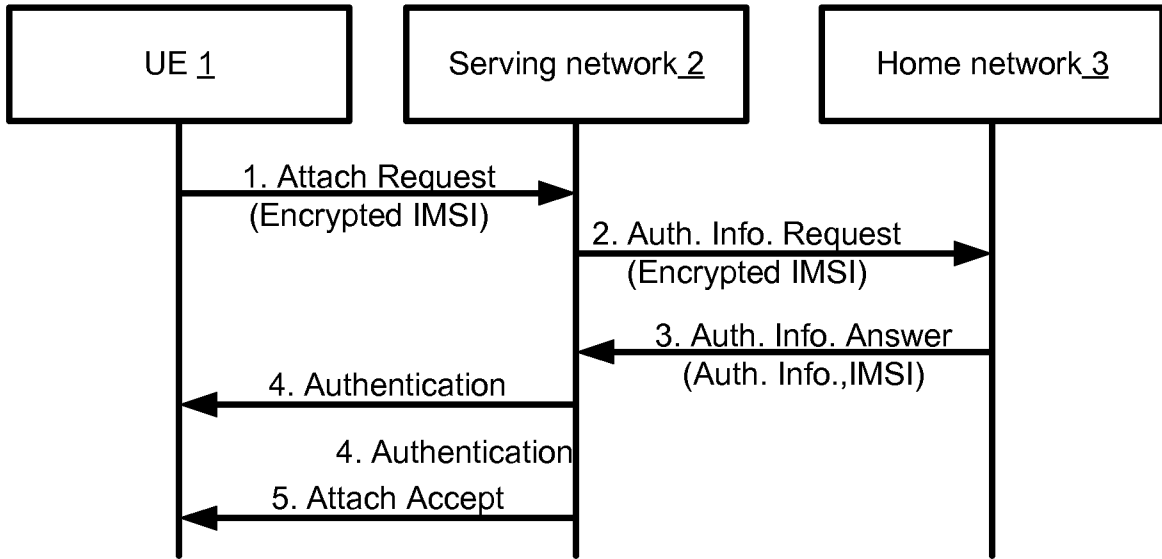 UE 1
Serving network 2
Home network 3
1. Attach Request
(Encrypted IMSI)
2. Auth. Info. Request
(Encrypted IMSI)
3. Auth. Info. Answer
(Auth. Info.,IMSI)
4. Authentication
4. Authentication
5. Attach Accept